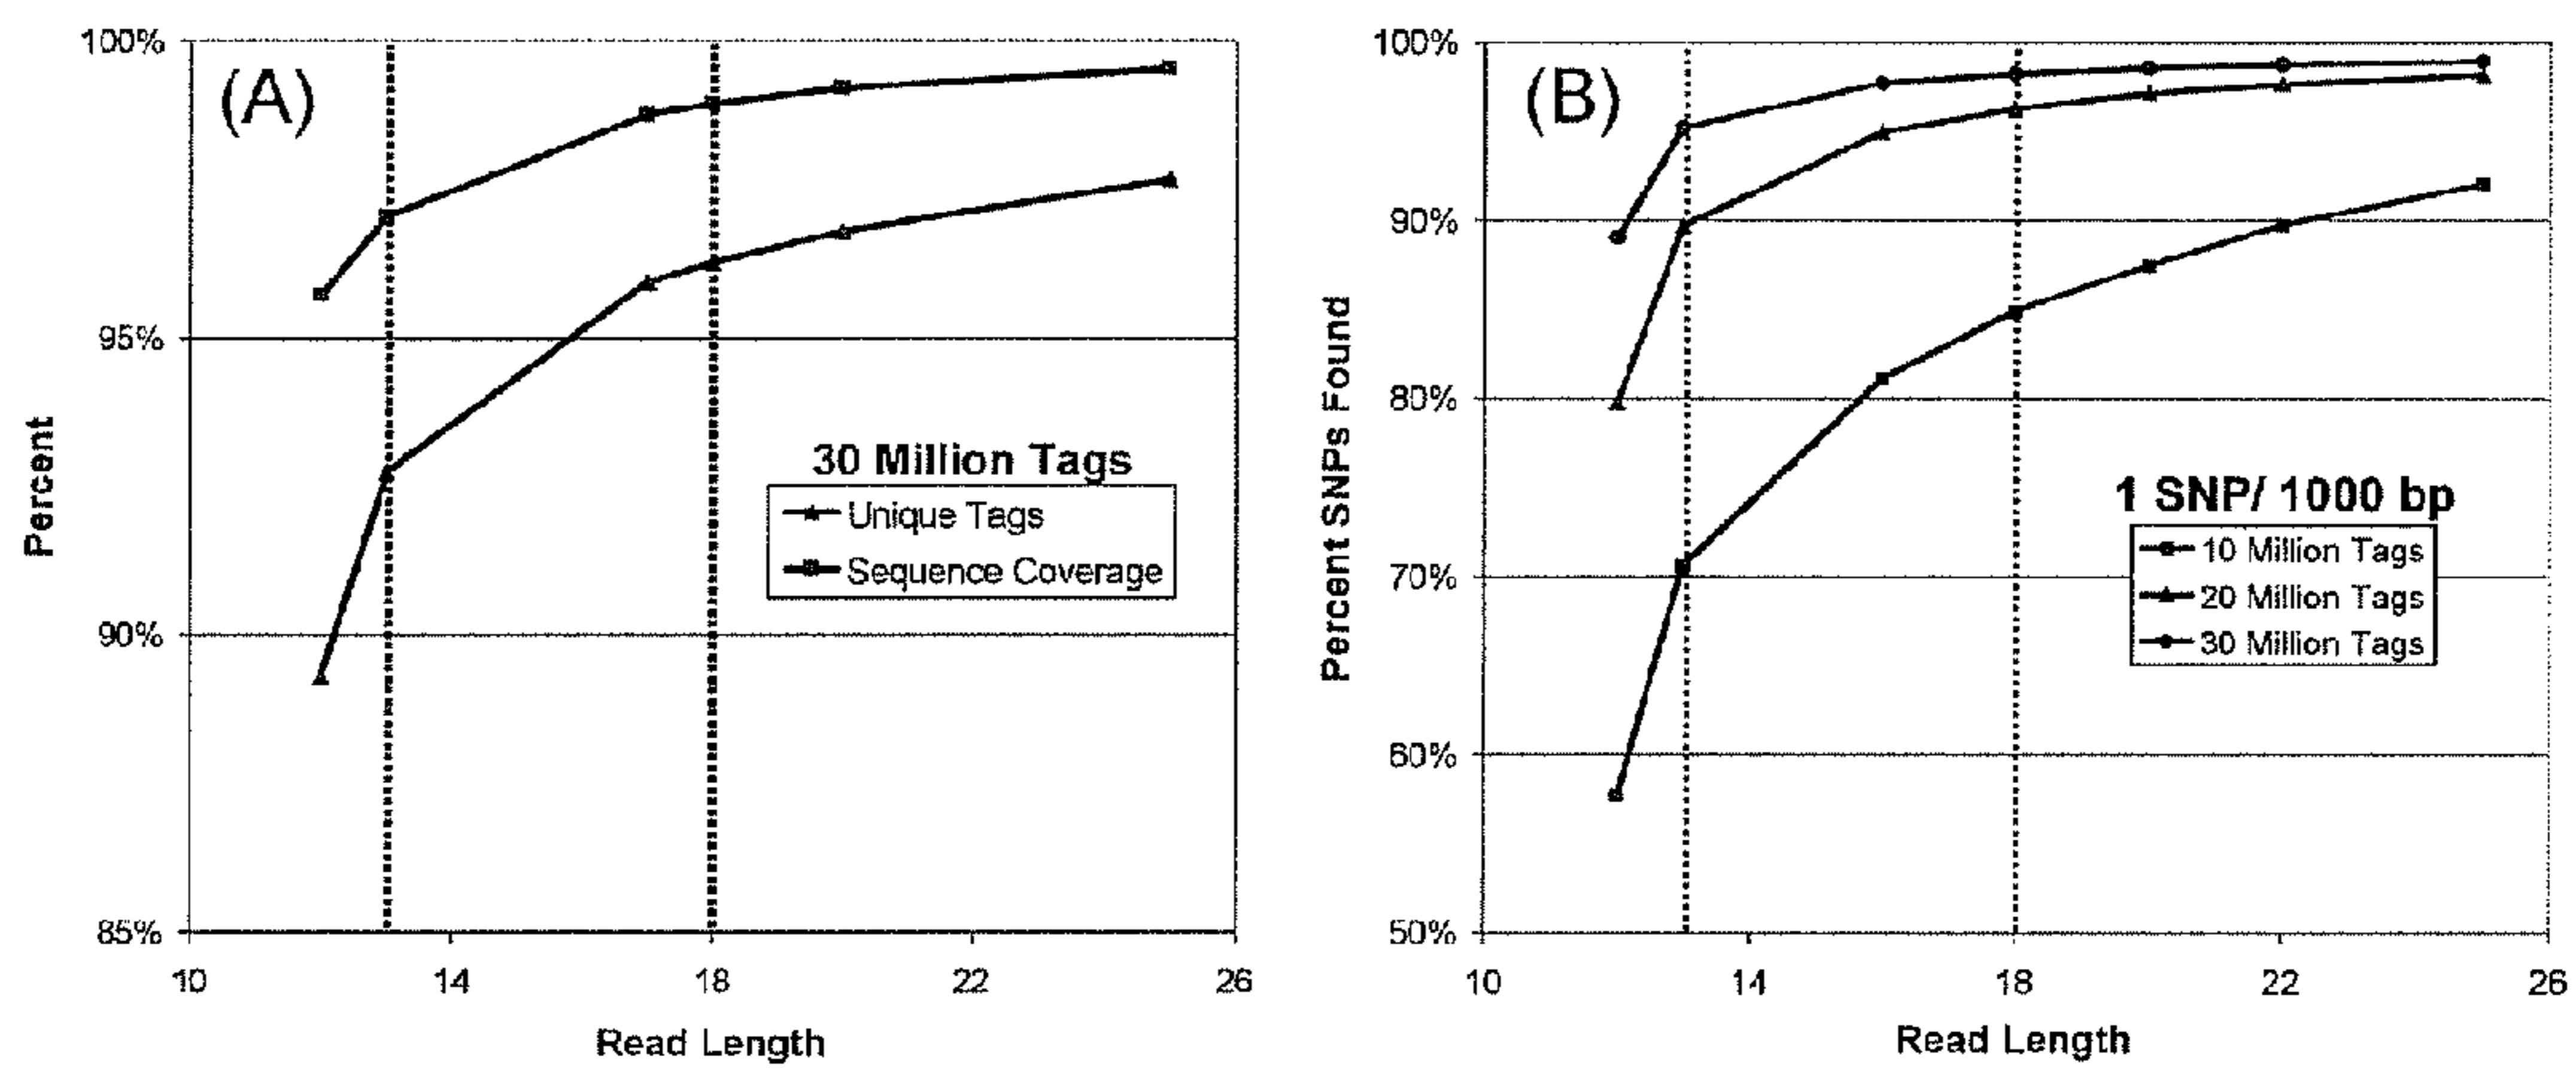 (A)
100%
95%
90%
85%
10 14 18 22 26
Percent
Read Length
30 Million Tags
Unique Tags
Sequence Coverage
(B)
100%
90%
80%
70%
60%
50%
10 14 18 22 26
Percent SNPs Found
Read Length
1 SNP/ 1000 bp
10 Million Tags
20 Million Tags
30 Million Tags